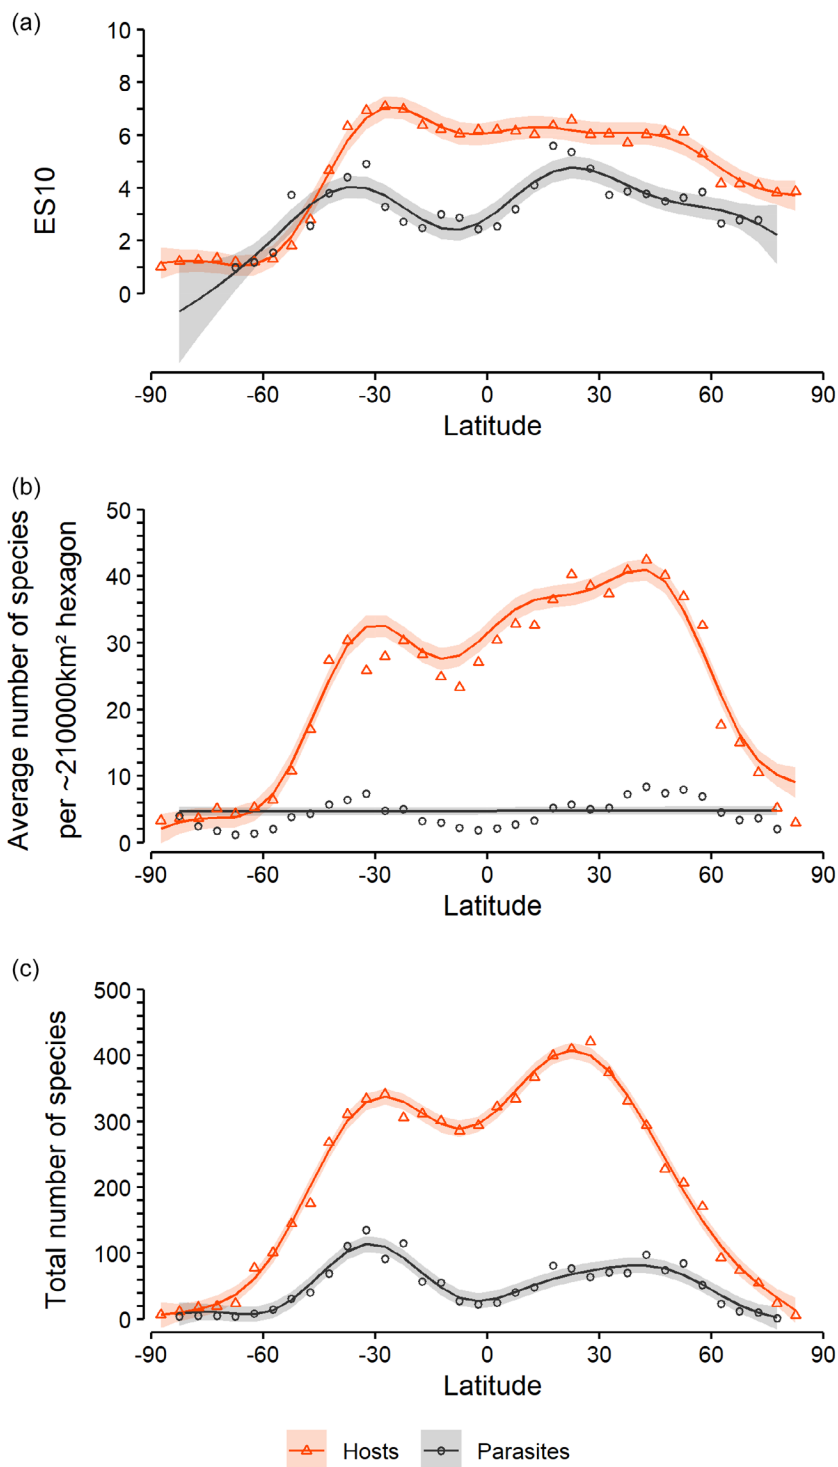 (a)
10
8
6
4
2
0
ES10
-90 -60 -30 0 30 60 90
Latitude
(b)
50
40
30
20
10
0
Average number of species
per ~210000km² hexagon
-90 -60 -30 0 30 60 90
Latitude
(c)
500
400
300
200
100
0
Total number of species
-90 -60 -30 0 30 60 90
Latitude
Hosts Parasites